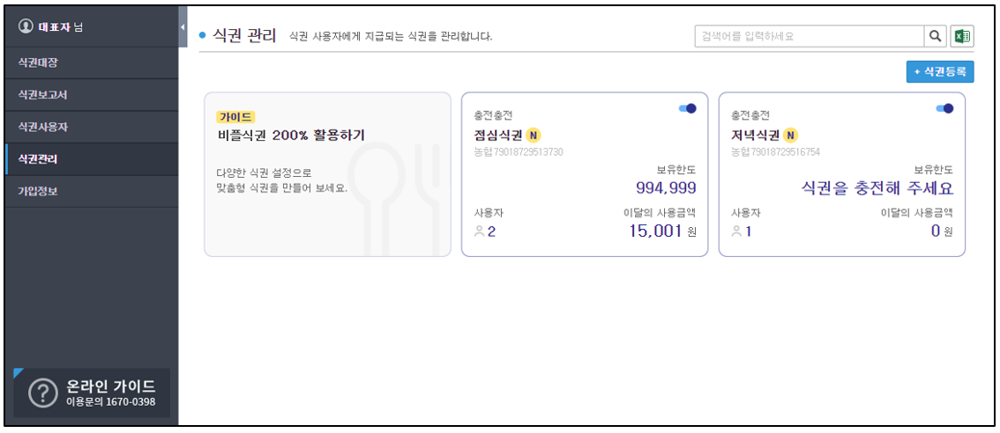 대표자 님
식권대장
식권보고서
식권사용자
식권관리
가입정보
온라인 가이드
이용문의 1670-0398
식권 관리 식권 사용자에게 지급되는 식권을 관리합니다.
검색어를 입력하세요
+ 식권등록
가이드
비플식권 200% 활용하기
다양한 식권 설정으로
맞춤형 식권을 만들어 보세요.
충전충전
점심식권 N
농협79018729513730
보유한도
994,999
사용자 이달의 사용금액
2 15,001 원
충전충전
저녁식권 N
농협79018729516754
보유한도
식권을 충전해 주세요
사용자 이달의 사용금액
1 0 원